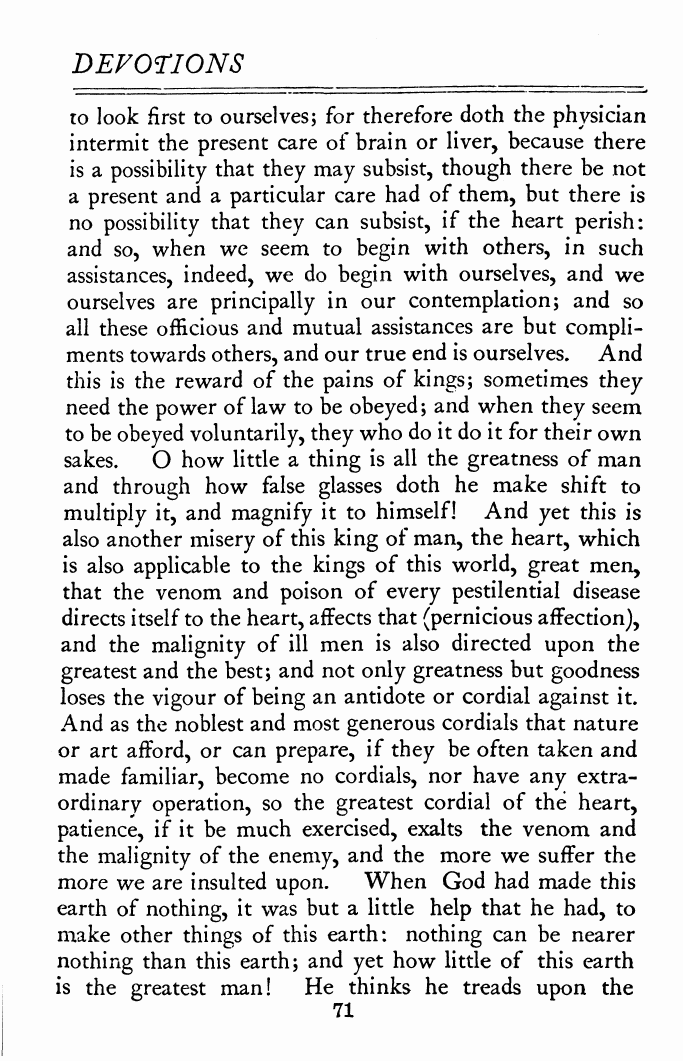 DEVOTIONS
to look first to ourselves; for therefore doth the physician
intermit the present care of brain or liver, because there
is a possibility that they may subsist, though there be not
a present and a particular care had of them, but there is
no possibility that they can subsist, if the heart perish:
and so, when we seem to begin with others, in such
assistances, indeed, we do begin with ourselves, and we
ourselves are principally in our contemplation; and so
all these officious and mutual assistances are but compli-
ments towards others, and our true end is ourselves. And
this is the reward of the pains of kings; sometimes they
need the power of law to be obeyed; and when they seem
to be obeyed voluntarily, they who do it do it for their own
sakes. O how little a thing is all the greatness of man
and through how false glasses doth he make shift to
multiply it, and magnify it to himself! And yet this is
also another misery of this king of man, the heart, which
is also applicable to the kings of this world, great men,
that the venom and poison of every pestilential disease
directs itself to the heart, affects that (pernicious affection),
and the malignity of ill men is also directed upon the
greatest and the best; and not only greatness but goodness
loses the vigour of being an antidote or cordial against it.
And as the noblest and most generous cordials that nature
or art afford, or can prepare, if they be often taken and
made familiar, become no cordials, nor have any extra-
ordinary operation, so the greatest cordial of the heart,
patience, if it be much exercised, exalts the venom and
the malignity of the enemy, and the more we suffer the
more we are insulted upon. When God had made this
earth of nothing, it was but a little help that he had, to
make other things of this earth: nothing can be nearer
nothing than this earth; and yet how little of this earth
is the greatest man! He thinks he treads upon the
71